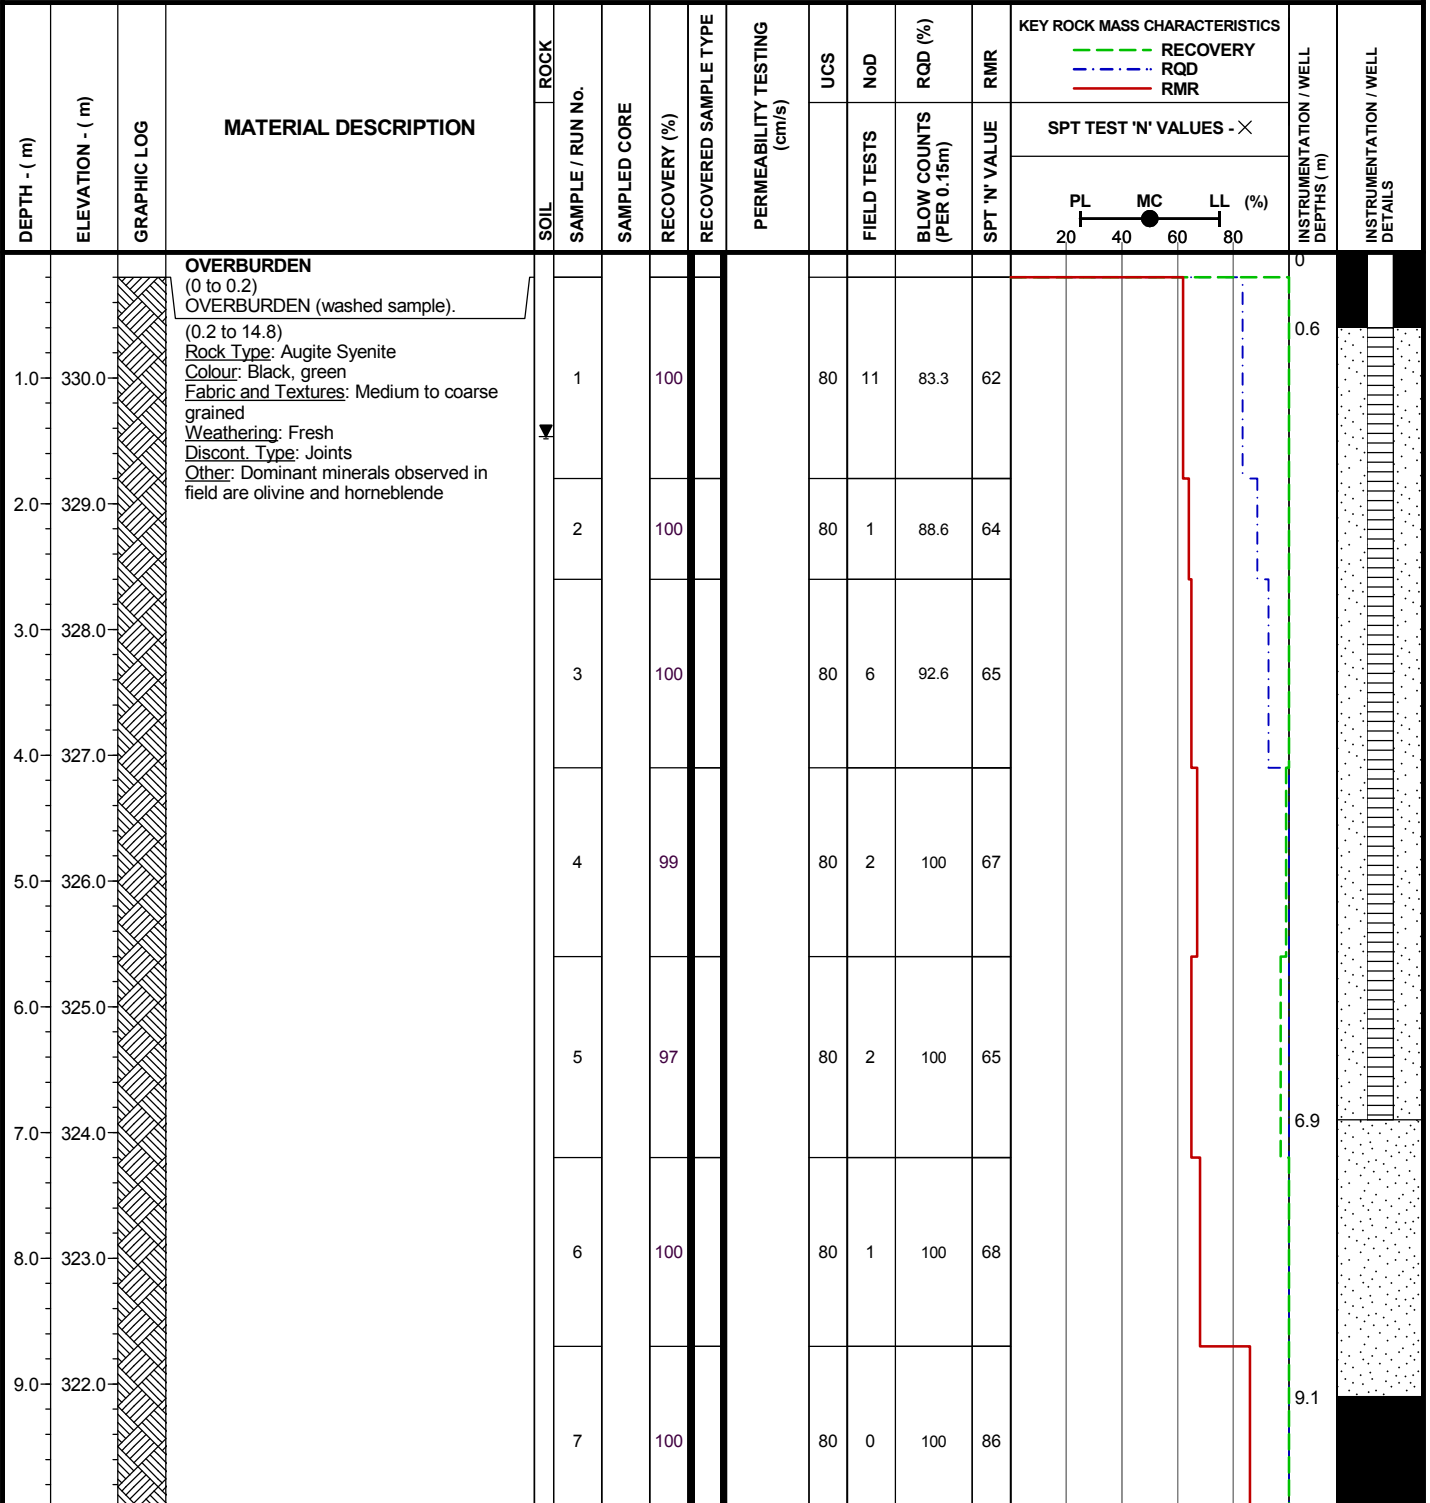 DEPTH - ( m)
ELEVATION - ( m)
GRAPHIC LOG
MATERIAL DESCRIPTION
SOIL
ROCK
SAMPLE / RUN No.
SAMPLED CORE
RECOVERY (%)
RECOVERED SAMPLE TYPE
PERMEABILITY TESTING
(cm/s)
UCS
NoD
FIELD TESTS
RQD (%)
BLOW COUNTS
(PER 0.15m)
RMR
SPT 'N' VALUE
KEY ROCK MASS CHARACTERISTICS
RECOVERY
RQD
RMR
SPT TEST 'N' VALUES - X
PL MC LL (%)
20 40 60 80
INSTRUMENTATION / WELL
DEPTHS ( m)
INSTRUMENTATION / WELL
DETAILS
OVERBURDEN
(0 to 0.2)
OVERBURDEN (washed sample).
(0.2 to 14.8)
Rock Type: Augite Syenite
Colour: Black, green
Fabric and Textures: Medium to coarse
grained
Weathering: Fresh
Discont. Type: Joints
Other: Dominant minerals observed in
field are olivine and horneblende
0
0.6
1.0 330.0 1 100 80 11 83.3 62
2.0 329.0
2 100 80 1 88.6 64
3.0 328.0
3 100 80 6 92.6 65
4.0 327.0
4 99 80 2 100 67
5.0 326.0
6.0 325.0
5 97 80 2 100 65
6.9
7.0 324.0
6 100 80 1 100 68
8.0 323.0
9.0 322.0
9.1
7 100 80 0 100 86